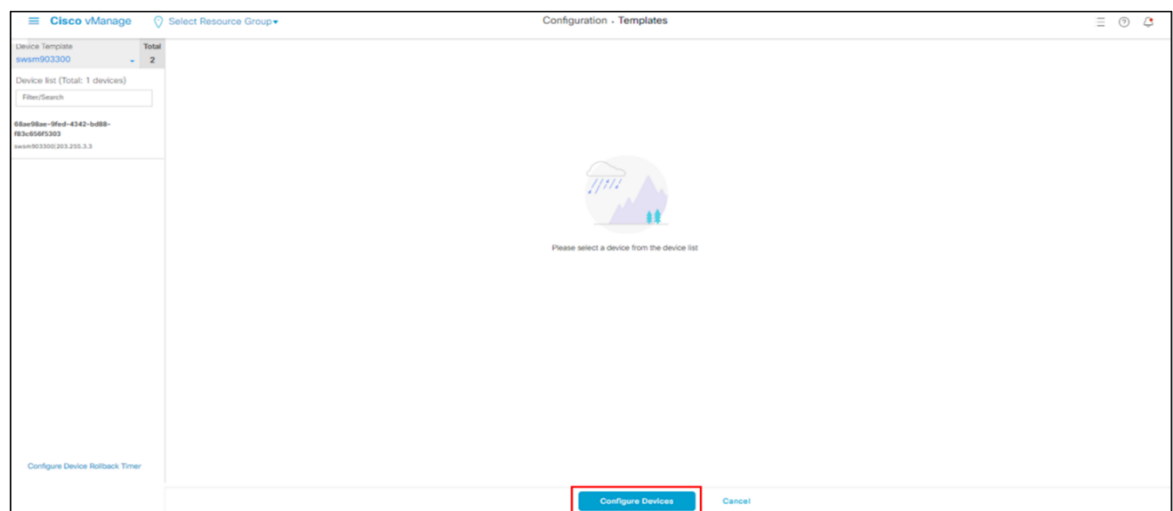 Cisco vManage
Select Resource Group
Configuration · Templates
Device Template
Total
swsm903300
2
Device list (Total: 1 devices)
Filter/Search
68ae98ae-9fed-4342-bd88-
f83c656f5303
swsm903300|203.255.3.3
Please select a device from the device list
Configure Device Rollback Timer
Configure Devices
Cancel